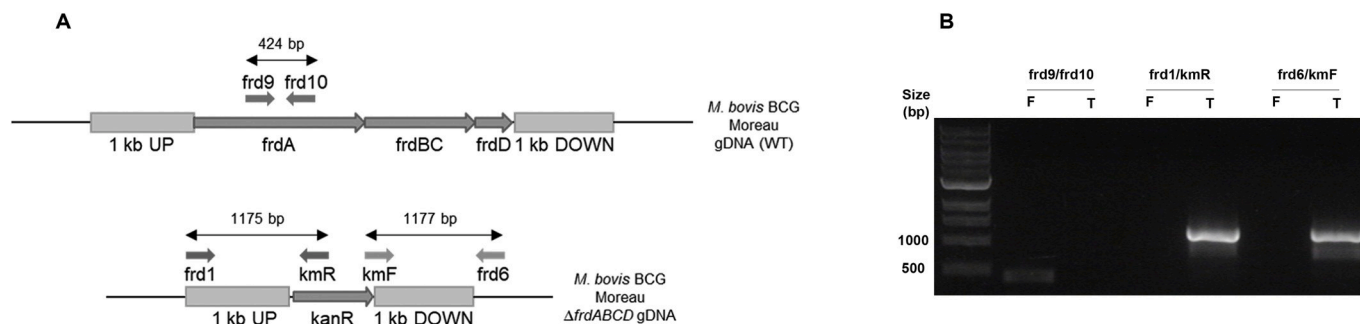 A
424 bp
frd9 frd10
1 kb UP frdA frdBC frdD 1 kb DOWN
M. bovis BCG
Moreau
gDNA (WT)
1175 bp 1177 bp
frd1 kmR kmF frd6
1 kb UP kanR 1 kb DOWN
M. bovis BCG
Moreau
ΔfrdABCD gDNA
B
frd9/frd10 frd1/kmR frd6/kmF
Size
(bp)
F T F T F T
1000
500